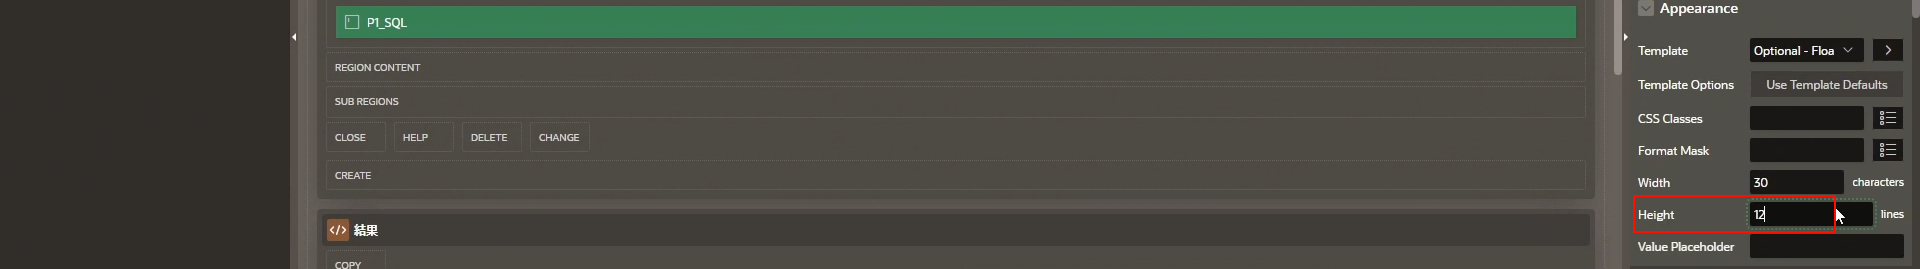 P1_SQL
REGION CONTENT
SUB REGIONS
CLOSE HELP DELETE CHANGE
CREATE
</> 結果
COPY
Appearance
Template Optional - Floa
Template Options Use Template Defaults
CSS Classes
Format Mask
Width 30 characters
Height 12 lines
Value Placeholder